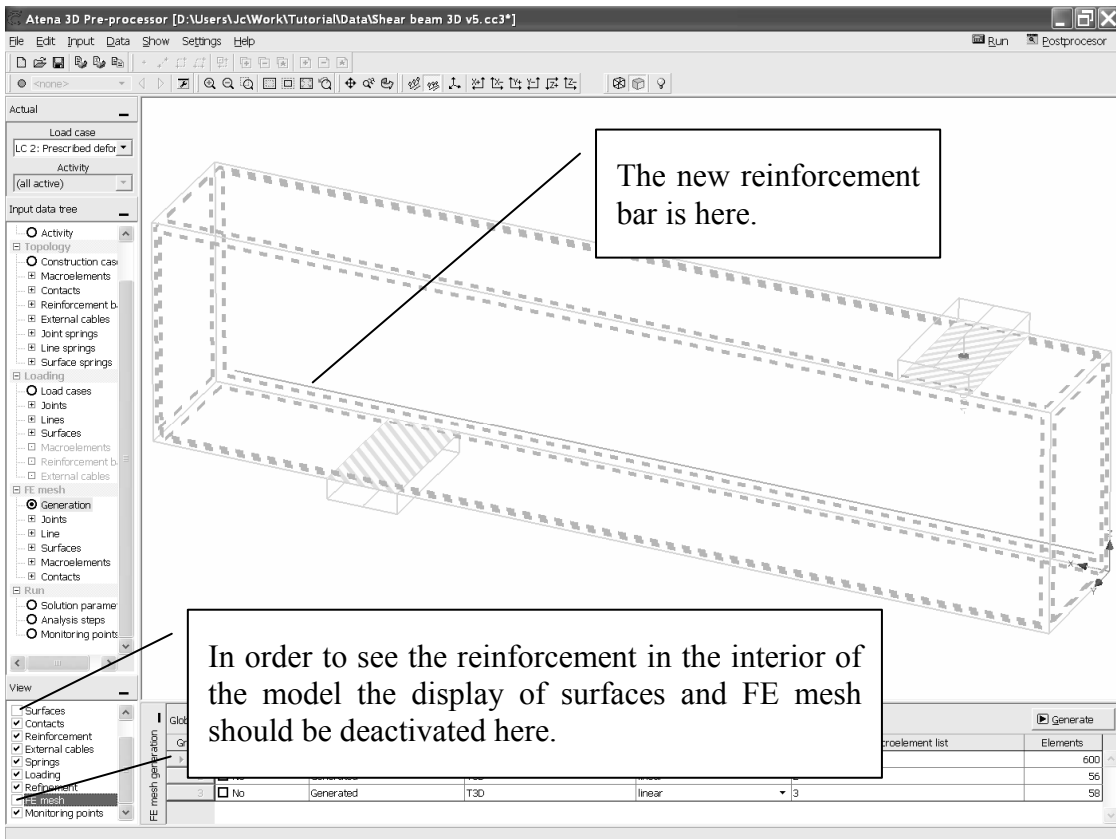 Atena 3D Pre-processor [D:\Users\Jc\Work\Tutorial\Data\Shear beam 3D v5.cc3*]
File Edit Input Data Show Settings Help Run Postprocesor
<none>
Actual
Load case
LC 2: Prescribed defor
Activity
(all active)
Input data tree
Activity
Topology
Construction case
Macroelements
Contacts
Reinforcement b
External cables
Joint springs
Line springs
Surface springs
Loading
Load cases
Joints
Lines
Surfaces
Macroelements
Reinforcement b
External cables
FE mesh
Generation
Joints
Line
Surfaces
Macroelements
Contacts
Run
Solution parame
Analysis steps
Monitoring points
The new reinforcement
bar is here.
In order to see the reinforcement in the interior of
the model the display of surfaces and FE mesh
should be deactivated here.
View
Surfaces
Contacts
Reinforcement
External cables
Springs
Loading
Refinement
FE mesh
Monitoring points
FE mesh generation
Generate
Elements
600
56
3 No Generated T3D linear 3 58